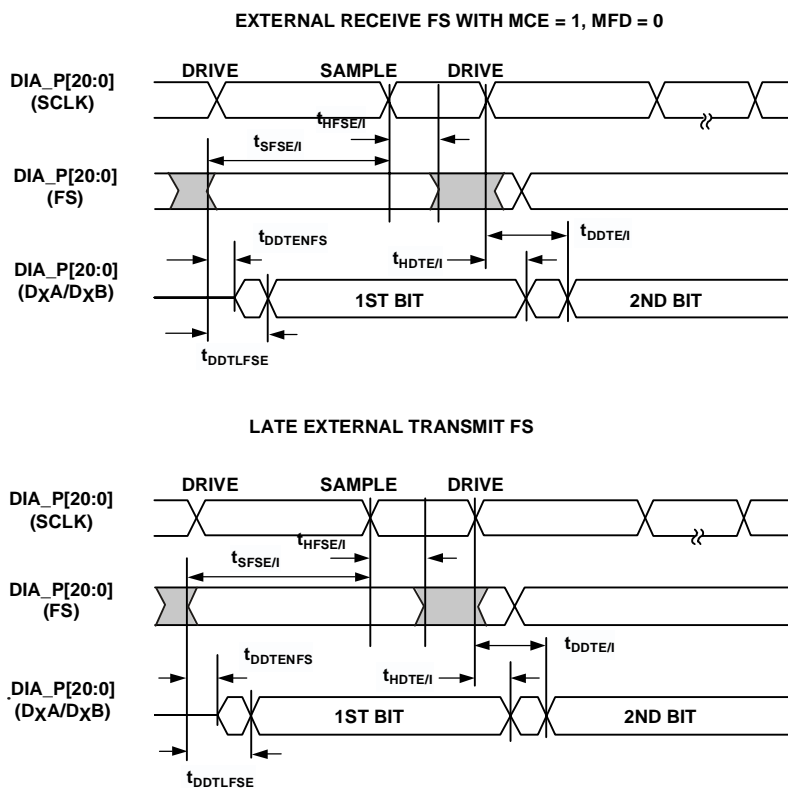 EXTERNAL RECEIVE FS WITH MCE = 1, MFD = 0
DIA_P[20:0]
(SCLK)
DRIVE
SAMPLE
DRIVE
tHFSE/I
tSFSE/I
DIA_P[20:0]
(FS)
tDDTENFS
tHDTE/I
tDDTE/I
DIA_P[20:0]
(DXA/DXB)
1ST BIT
2ND BIT
tDDTLFSE
LATE EXTERNAL TRANSMIT FS
DIA_P[20:0]
(SCLK)
DRIVE
SAMPLE
DRIVE
tHFSE/I
tSFSE/I
DIA_P[20:0]
(FS)
tDDTENFS
tHDTE/I
tDDTE/I
DIA_P[20:0]
(DXA/DXB)
1ST BIT
2ND BIT
tDDTLFSE